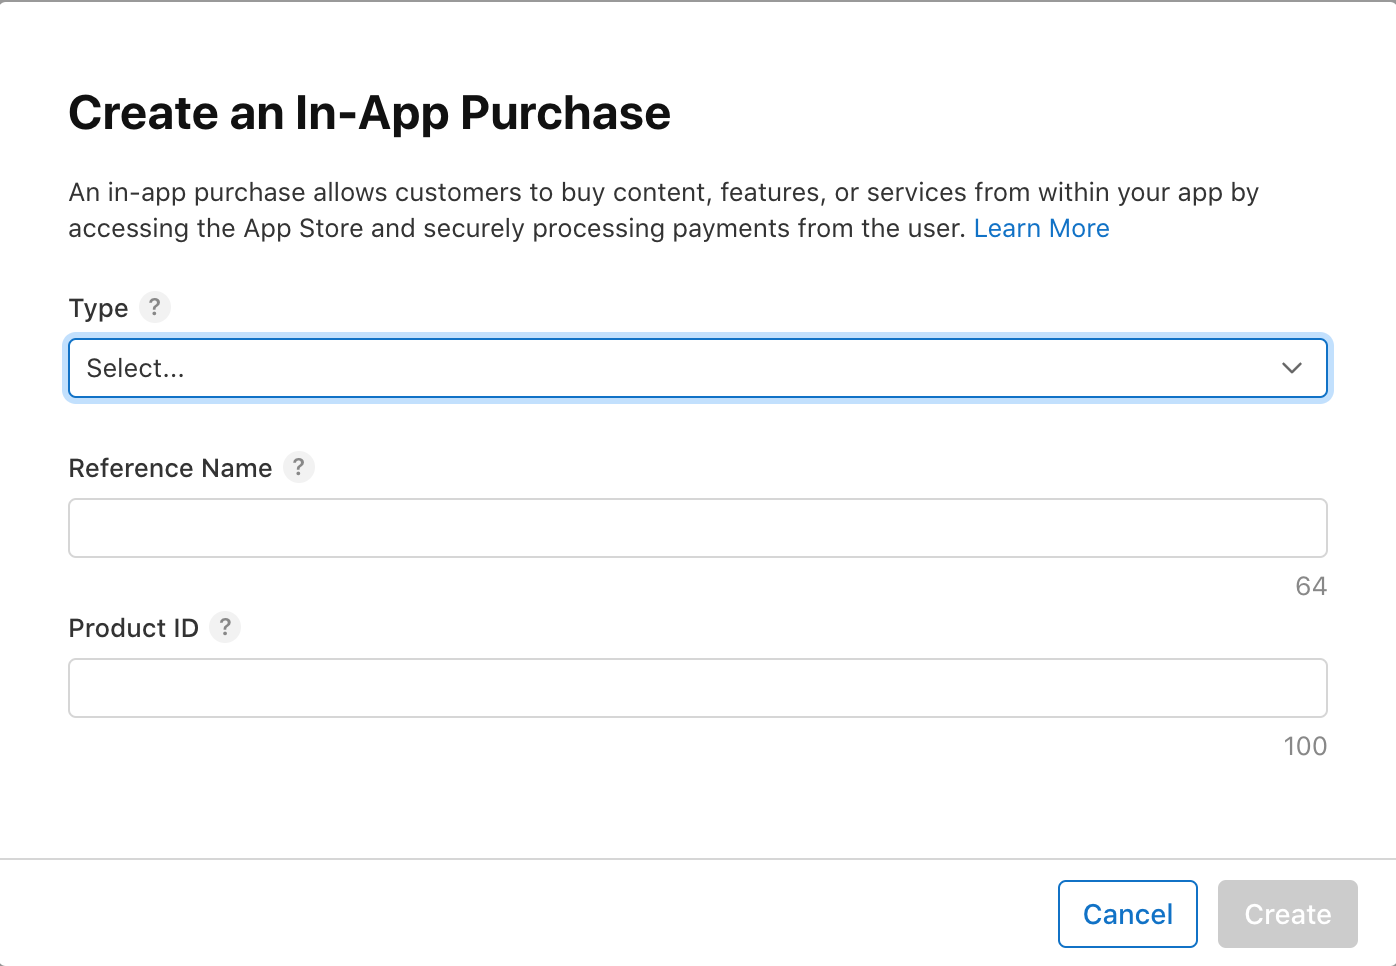 Create an In-App Purchase
An in-app purchase allows customers to buy content, features, or services from within your app by
accessing the App Store and securely processing payments from the user. Learn More
Type ?
Select...
Reference Name ?
64
Product ID ?
100
Cancel Create